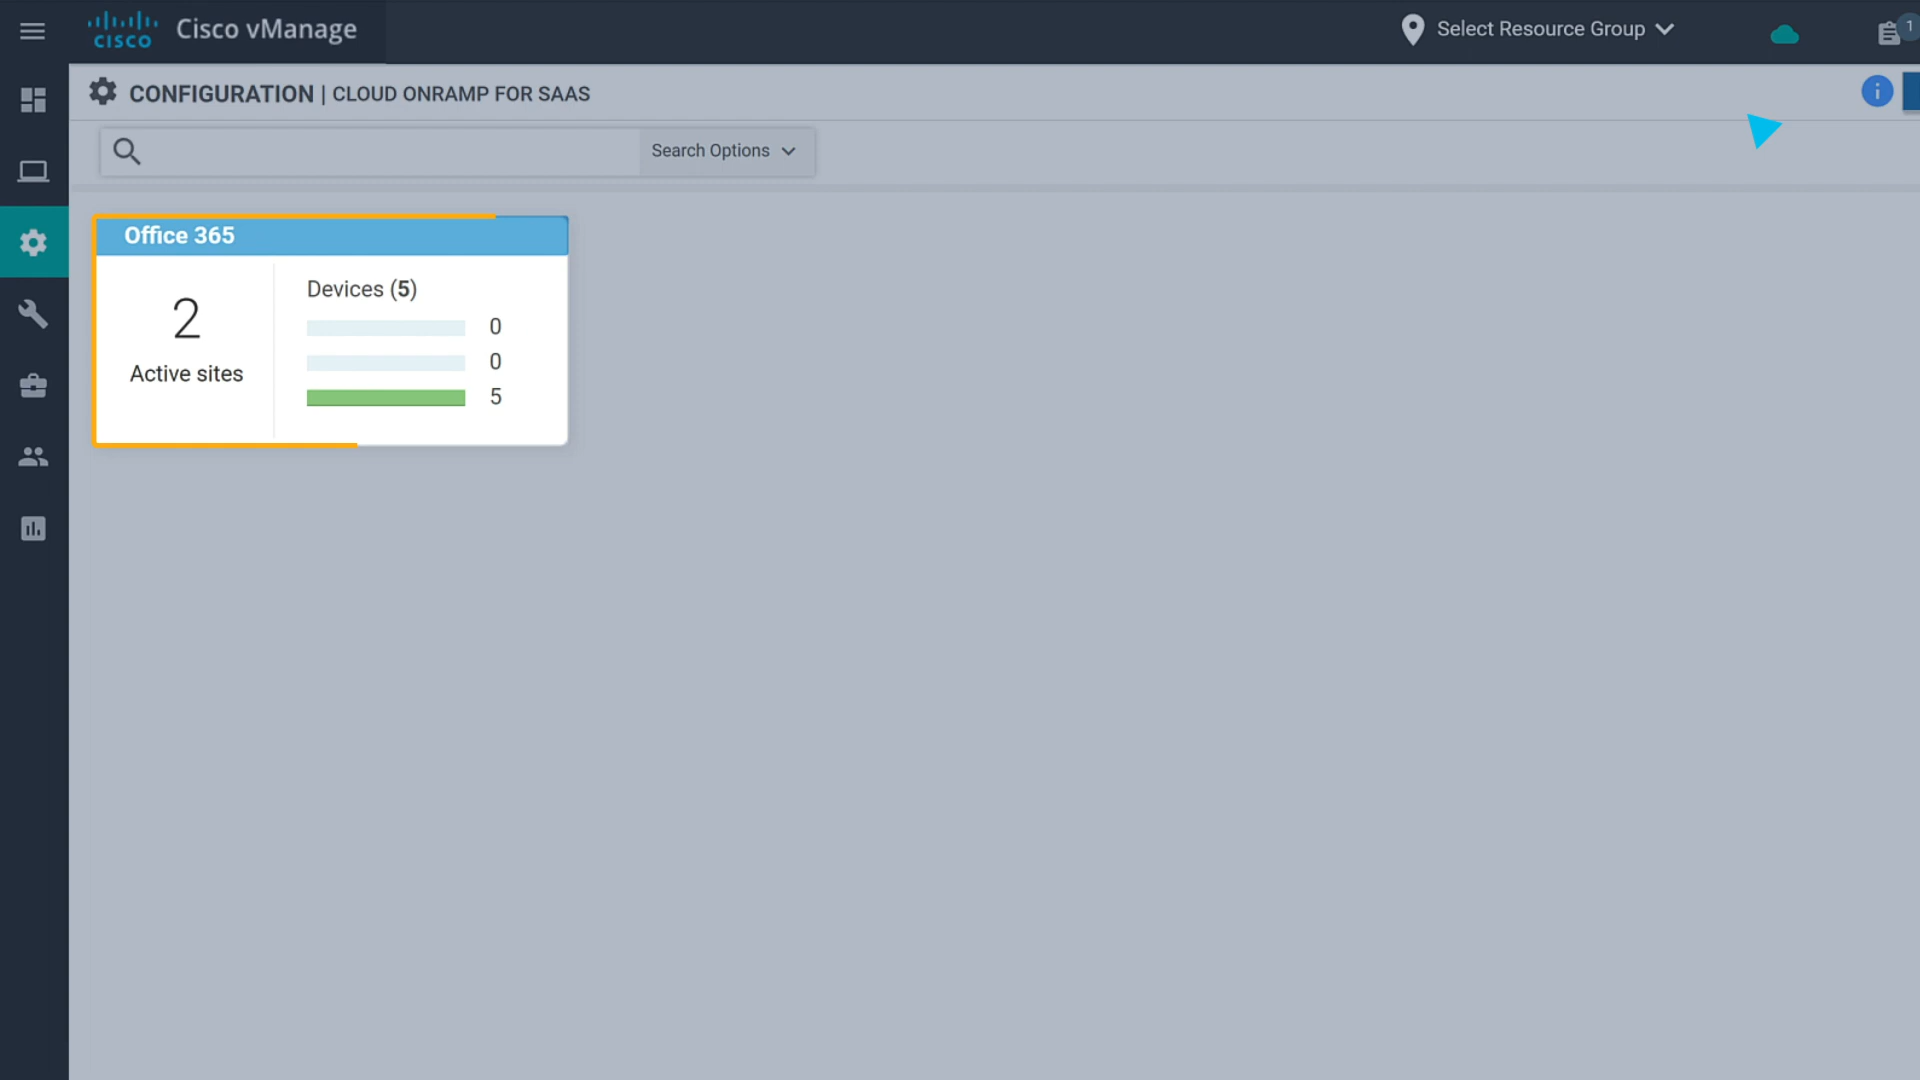 cisco Cisco vManage
Select Resource Group
1
CONFIGURATION | CLOUD ONRAMP FOR SAAS
i
Search Options
Office 365
2
Active sites
Devices (5)
0
0
5